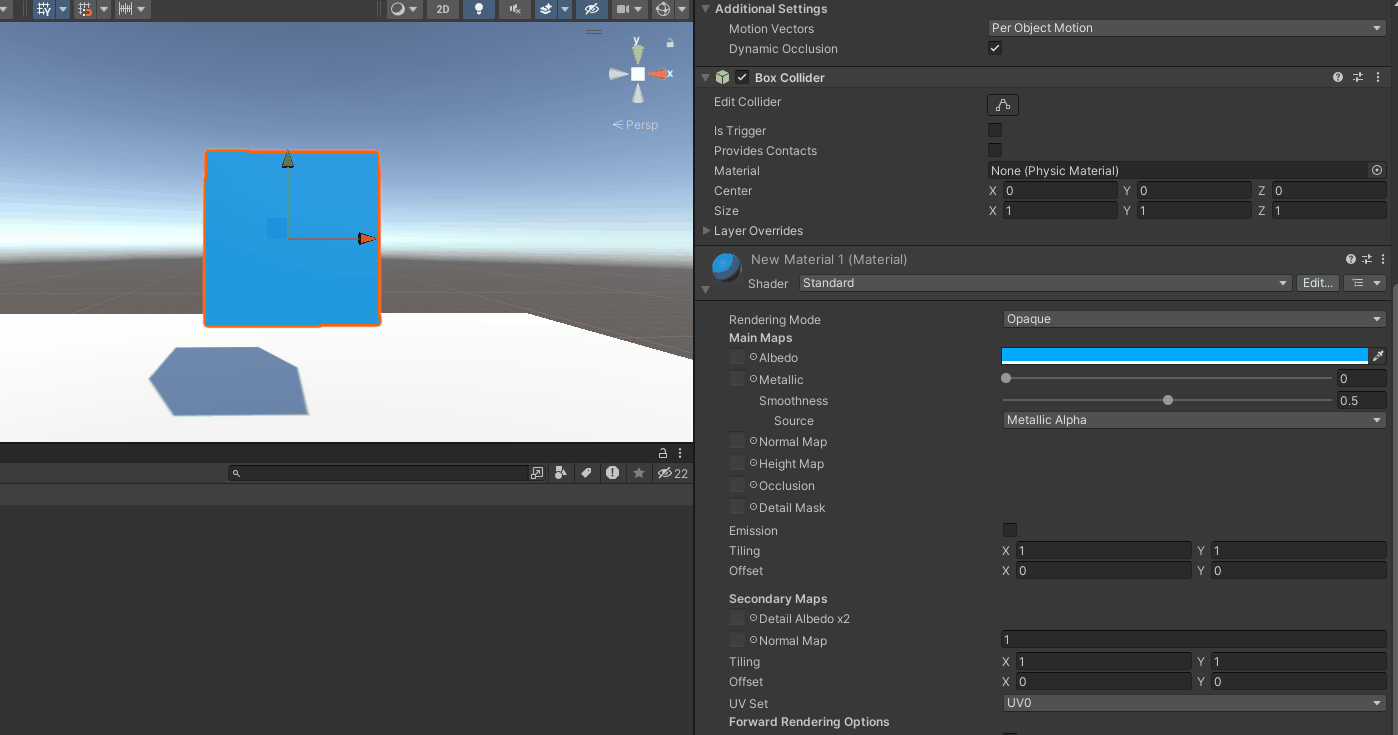 2D
y
x
Persp
22
Additional Settings
Motion Vectors Per Object Motion
Dynamic Occlusion
Box Collider
Edit Collider
Is Trigger
Provides Contacts
Material None (Physic Material)
Center X 0 Y 0 Z 0
Size X 1 Y 1 Z 1
Layer Overrides
New Material 1 (Material)
Shader Standard Edit...
Rendering Mode Opaque
Main Maps
Albedo
Metallic 0
Smoothness 0.5
Source Metallic Alpha
Normal Map
Height Map
Occlusion
Detail Mask
Emission
Tiling X 1 Y 1
Offset X 0 Y 0
Secondary Maps
Detail Albedo x2
Normal Map 1
Tiling X 1 Y 1
Offset X 0 Y 0
UV Set UV0
Forward Rendering Options